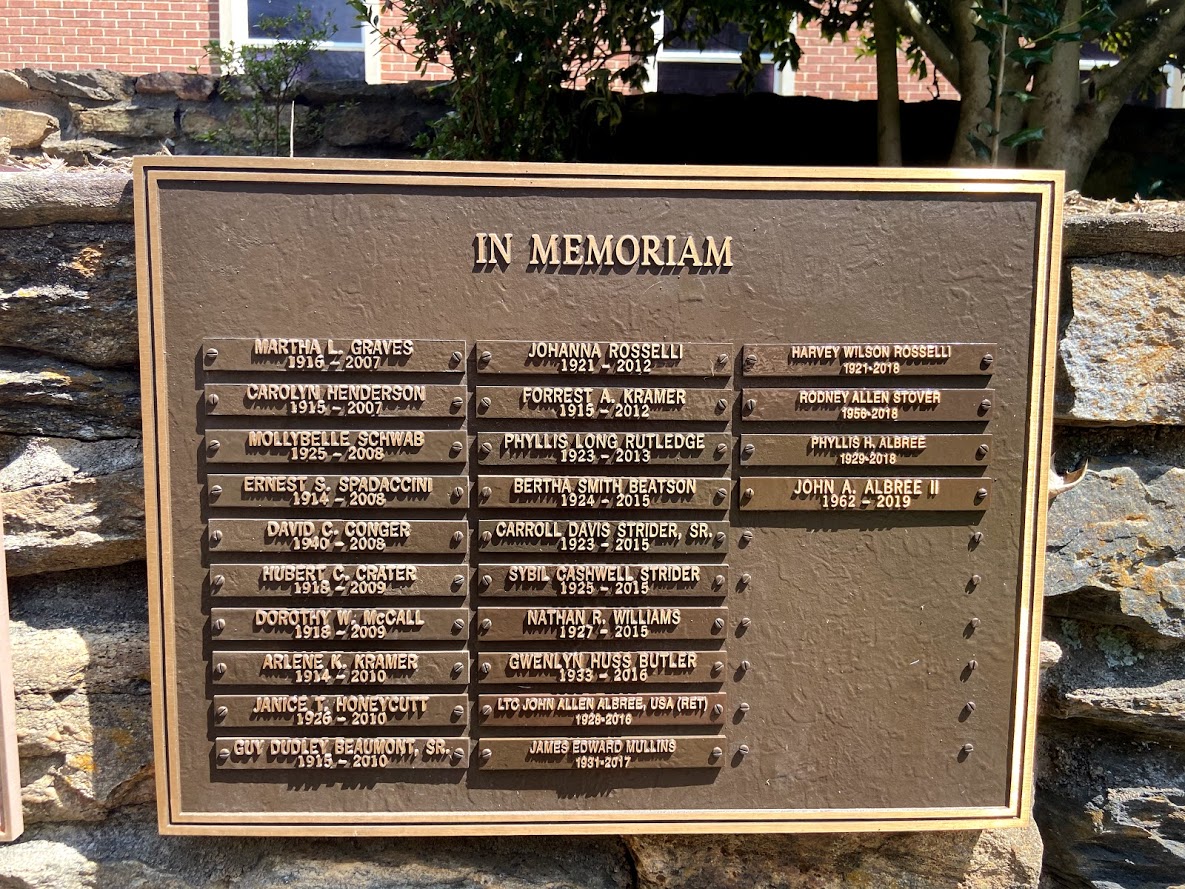 IN MEMORIAM
MARTHA L. GRAVES
1916 - 2007
CAROLYN HENDERSON
1915 - 2007
MOLLYBELLE SCHWAB
1925 - 2008
ERNEST S. SPADACCINI
1914 - 2008
DAVID C. CONGER
1940 - 2008
HUBERT C. CRATER
1918 - 2009
DOROTHY W. McCALL
1918 - 2009
ARLENE K. KRAMER
1914 - 2010
JANICE T. HONEYCUTT
1926 - 2010
GUY DUDLEY BEAUMONT, SR.
1915 - 2010
JOHANNA ROSSELLI
1921 - 2012
FORREST A. KRAMER
1915 - 2012
PHYLLIS LONG RUTLEDGE
1923 - 2013
BERTHA SMITH BEATSON
1924 - 2015
CARROLL DAVIS STRIDER, SR.
1923 - 2015
SYBIL CASHWELL STRIDER
1925 - 2015
NATHAN R. WILLIAMS
1927 - 2015
GWENLYN HUSS BUTLER
1933 - 2016
LTC JOHN ALLEN ALBREE, USA (RET)
1928-2016
JAMES EDWARD MULLINS
1931-2017
HARVEY WILSON ROSSELLI
1921-2018
RODNEY ALLEN STOVER
1956-2018
PHYLLIS H. ALBREE
1929-2018
JOHN A. ALBREE II
1962 - 2019